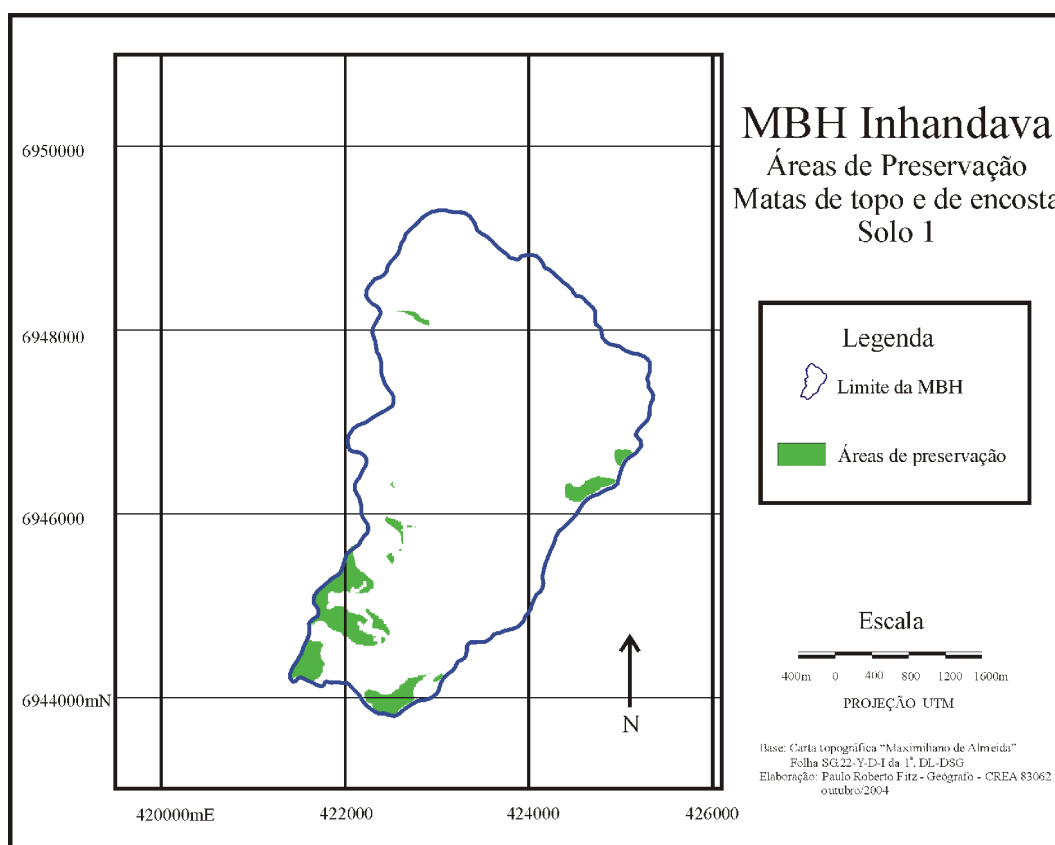 MBH Inhandava
Áreas de Preservação
Matas de topo e de encosta
Solo 1
6950000
6948000
6946000
6944000mN
420000mE
422000
424000
426000
N
Legenda
Limite da MBH
Áreas de preservação
Escala
400m 0 400 800 1200 1600m
PROJEÇÃO UTM
Base: Carta topográfica “Maximiliano de Almeida”
Folha SG.22-Y-D-I da 1ª. DL-DSG
Elaboração: Paulo Roberto Fitz - Geógrafo - CREA 83062
outubro/2004